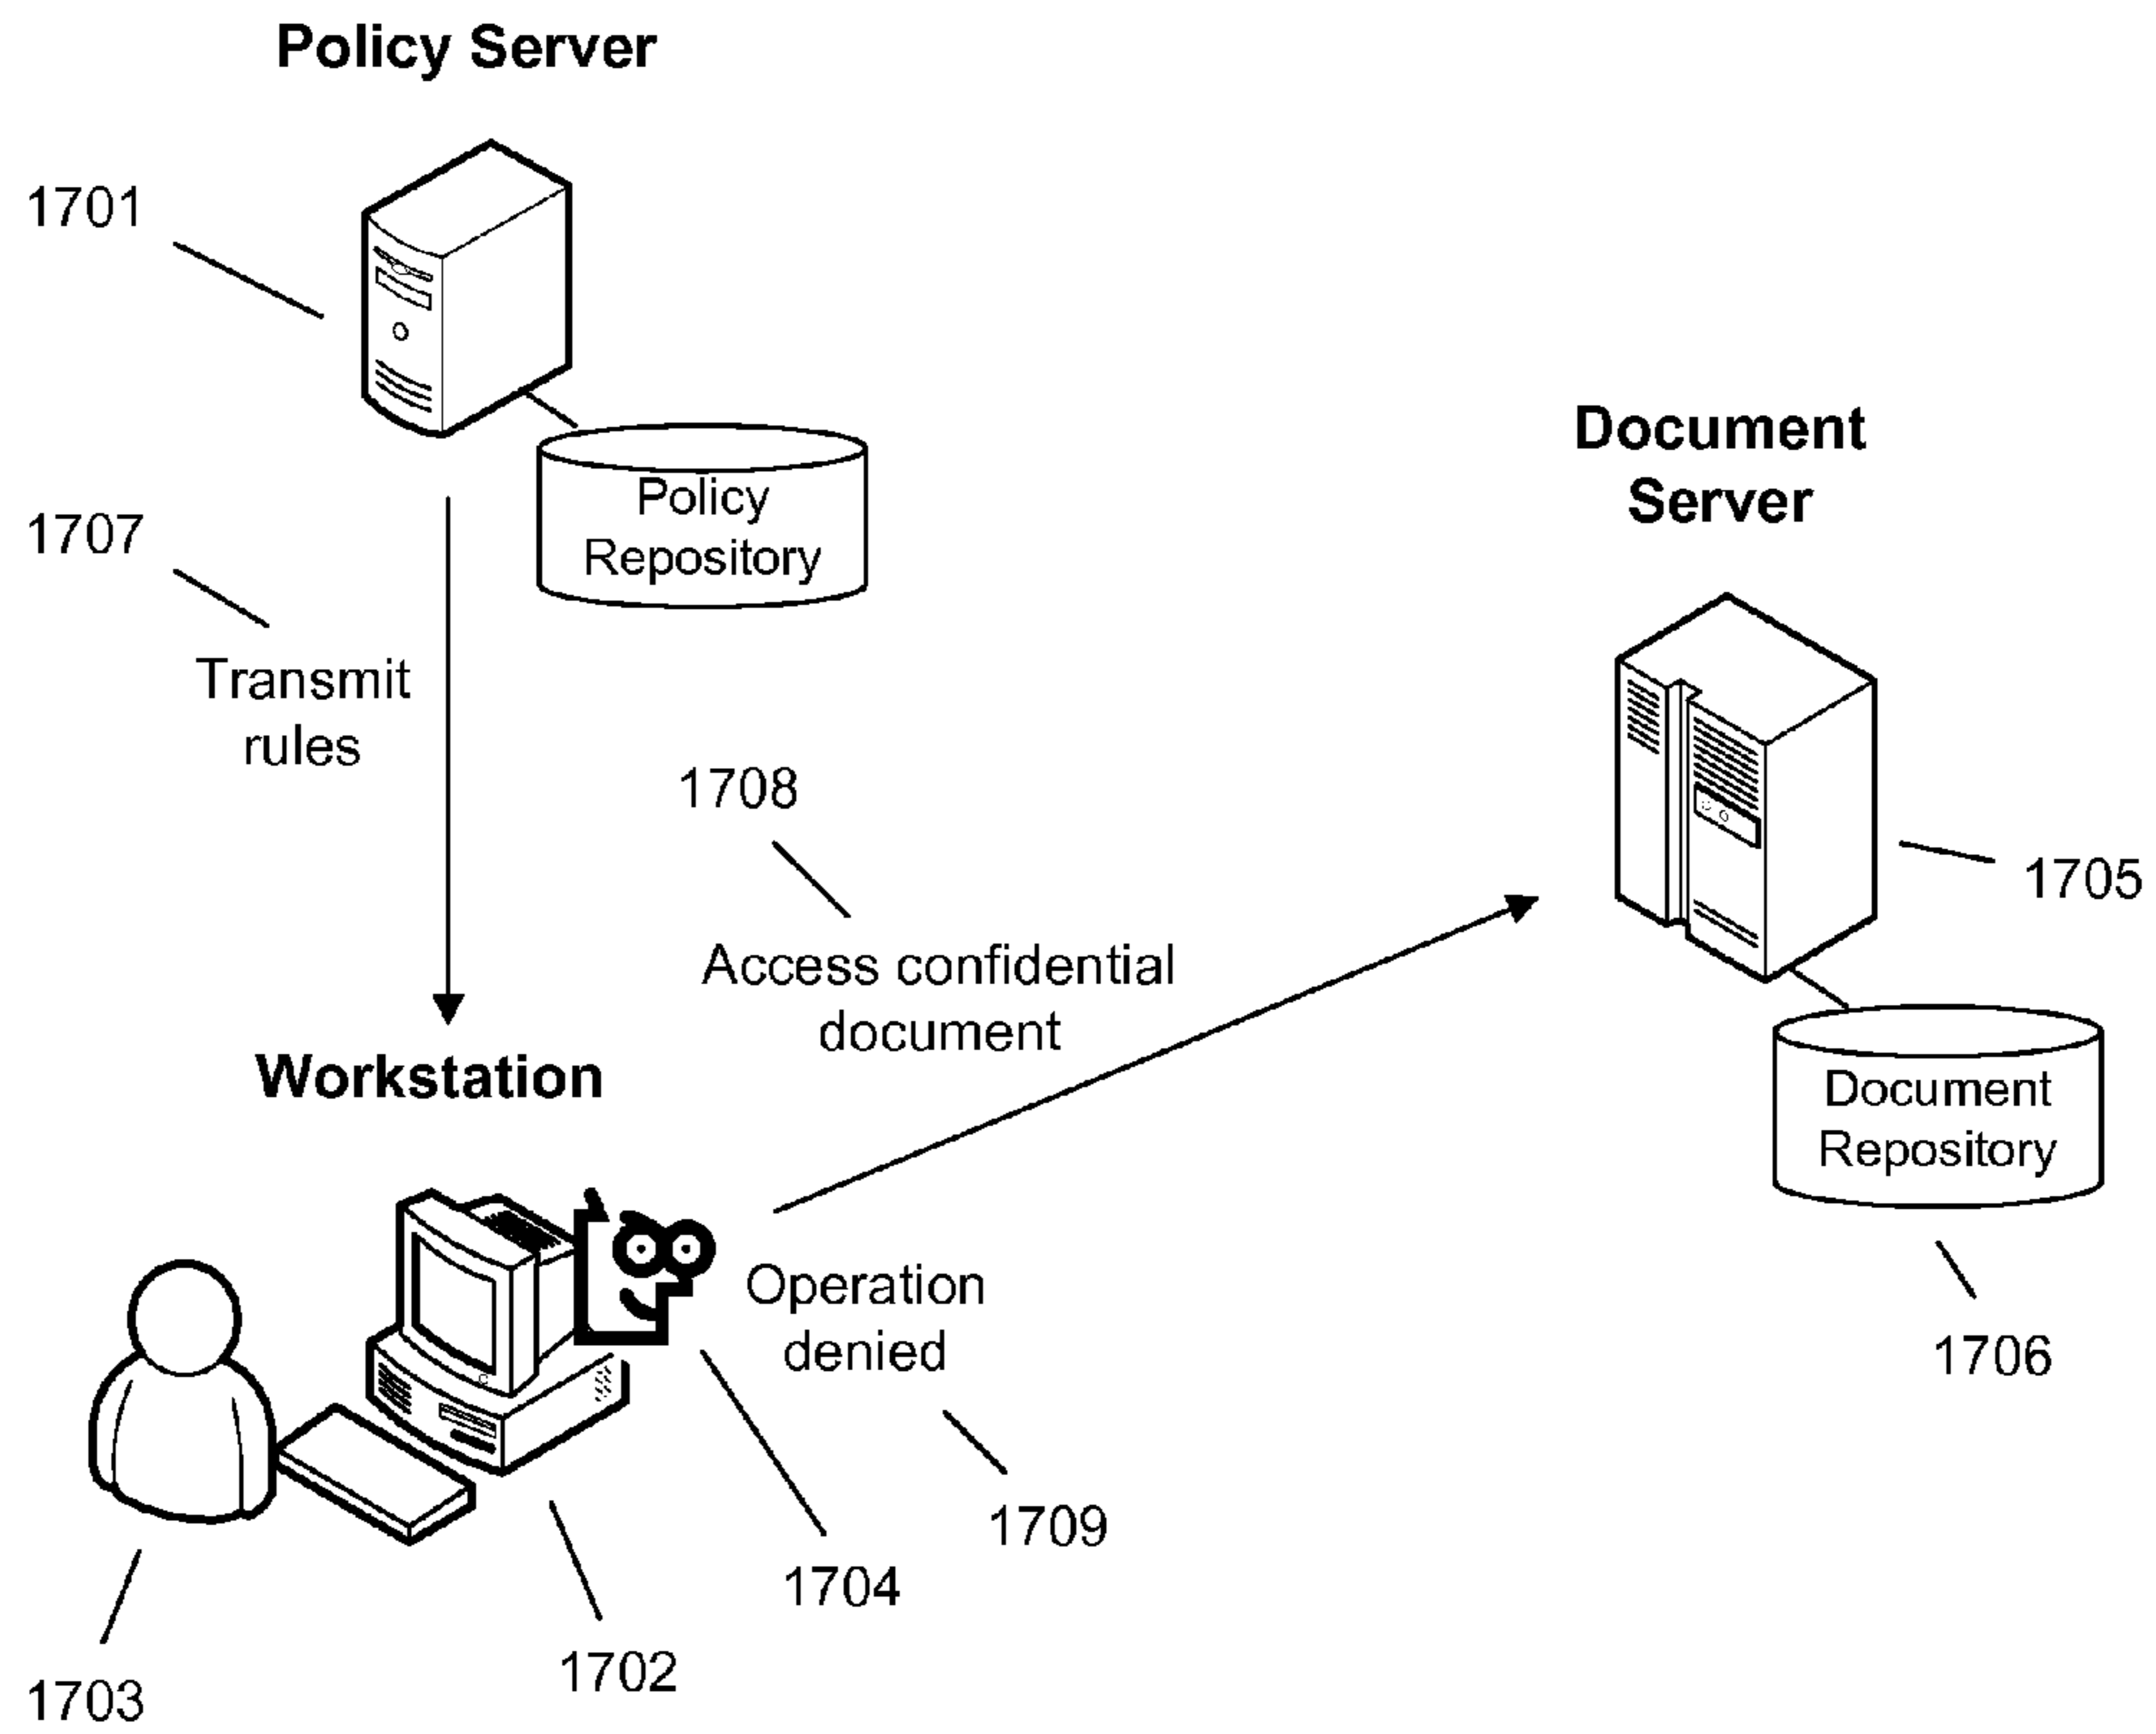 Policy Server
1701
Policy
Repository
1707
Transmit
rules
Document
Server
1708
1705
Access confidential
document
Workstation
Document
Repository
Operation
denied
1706
1709
1704
1702
1703